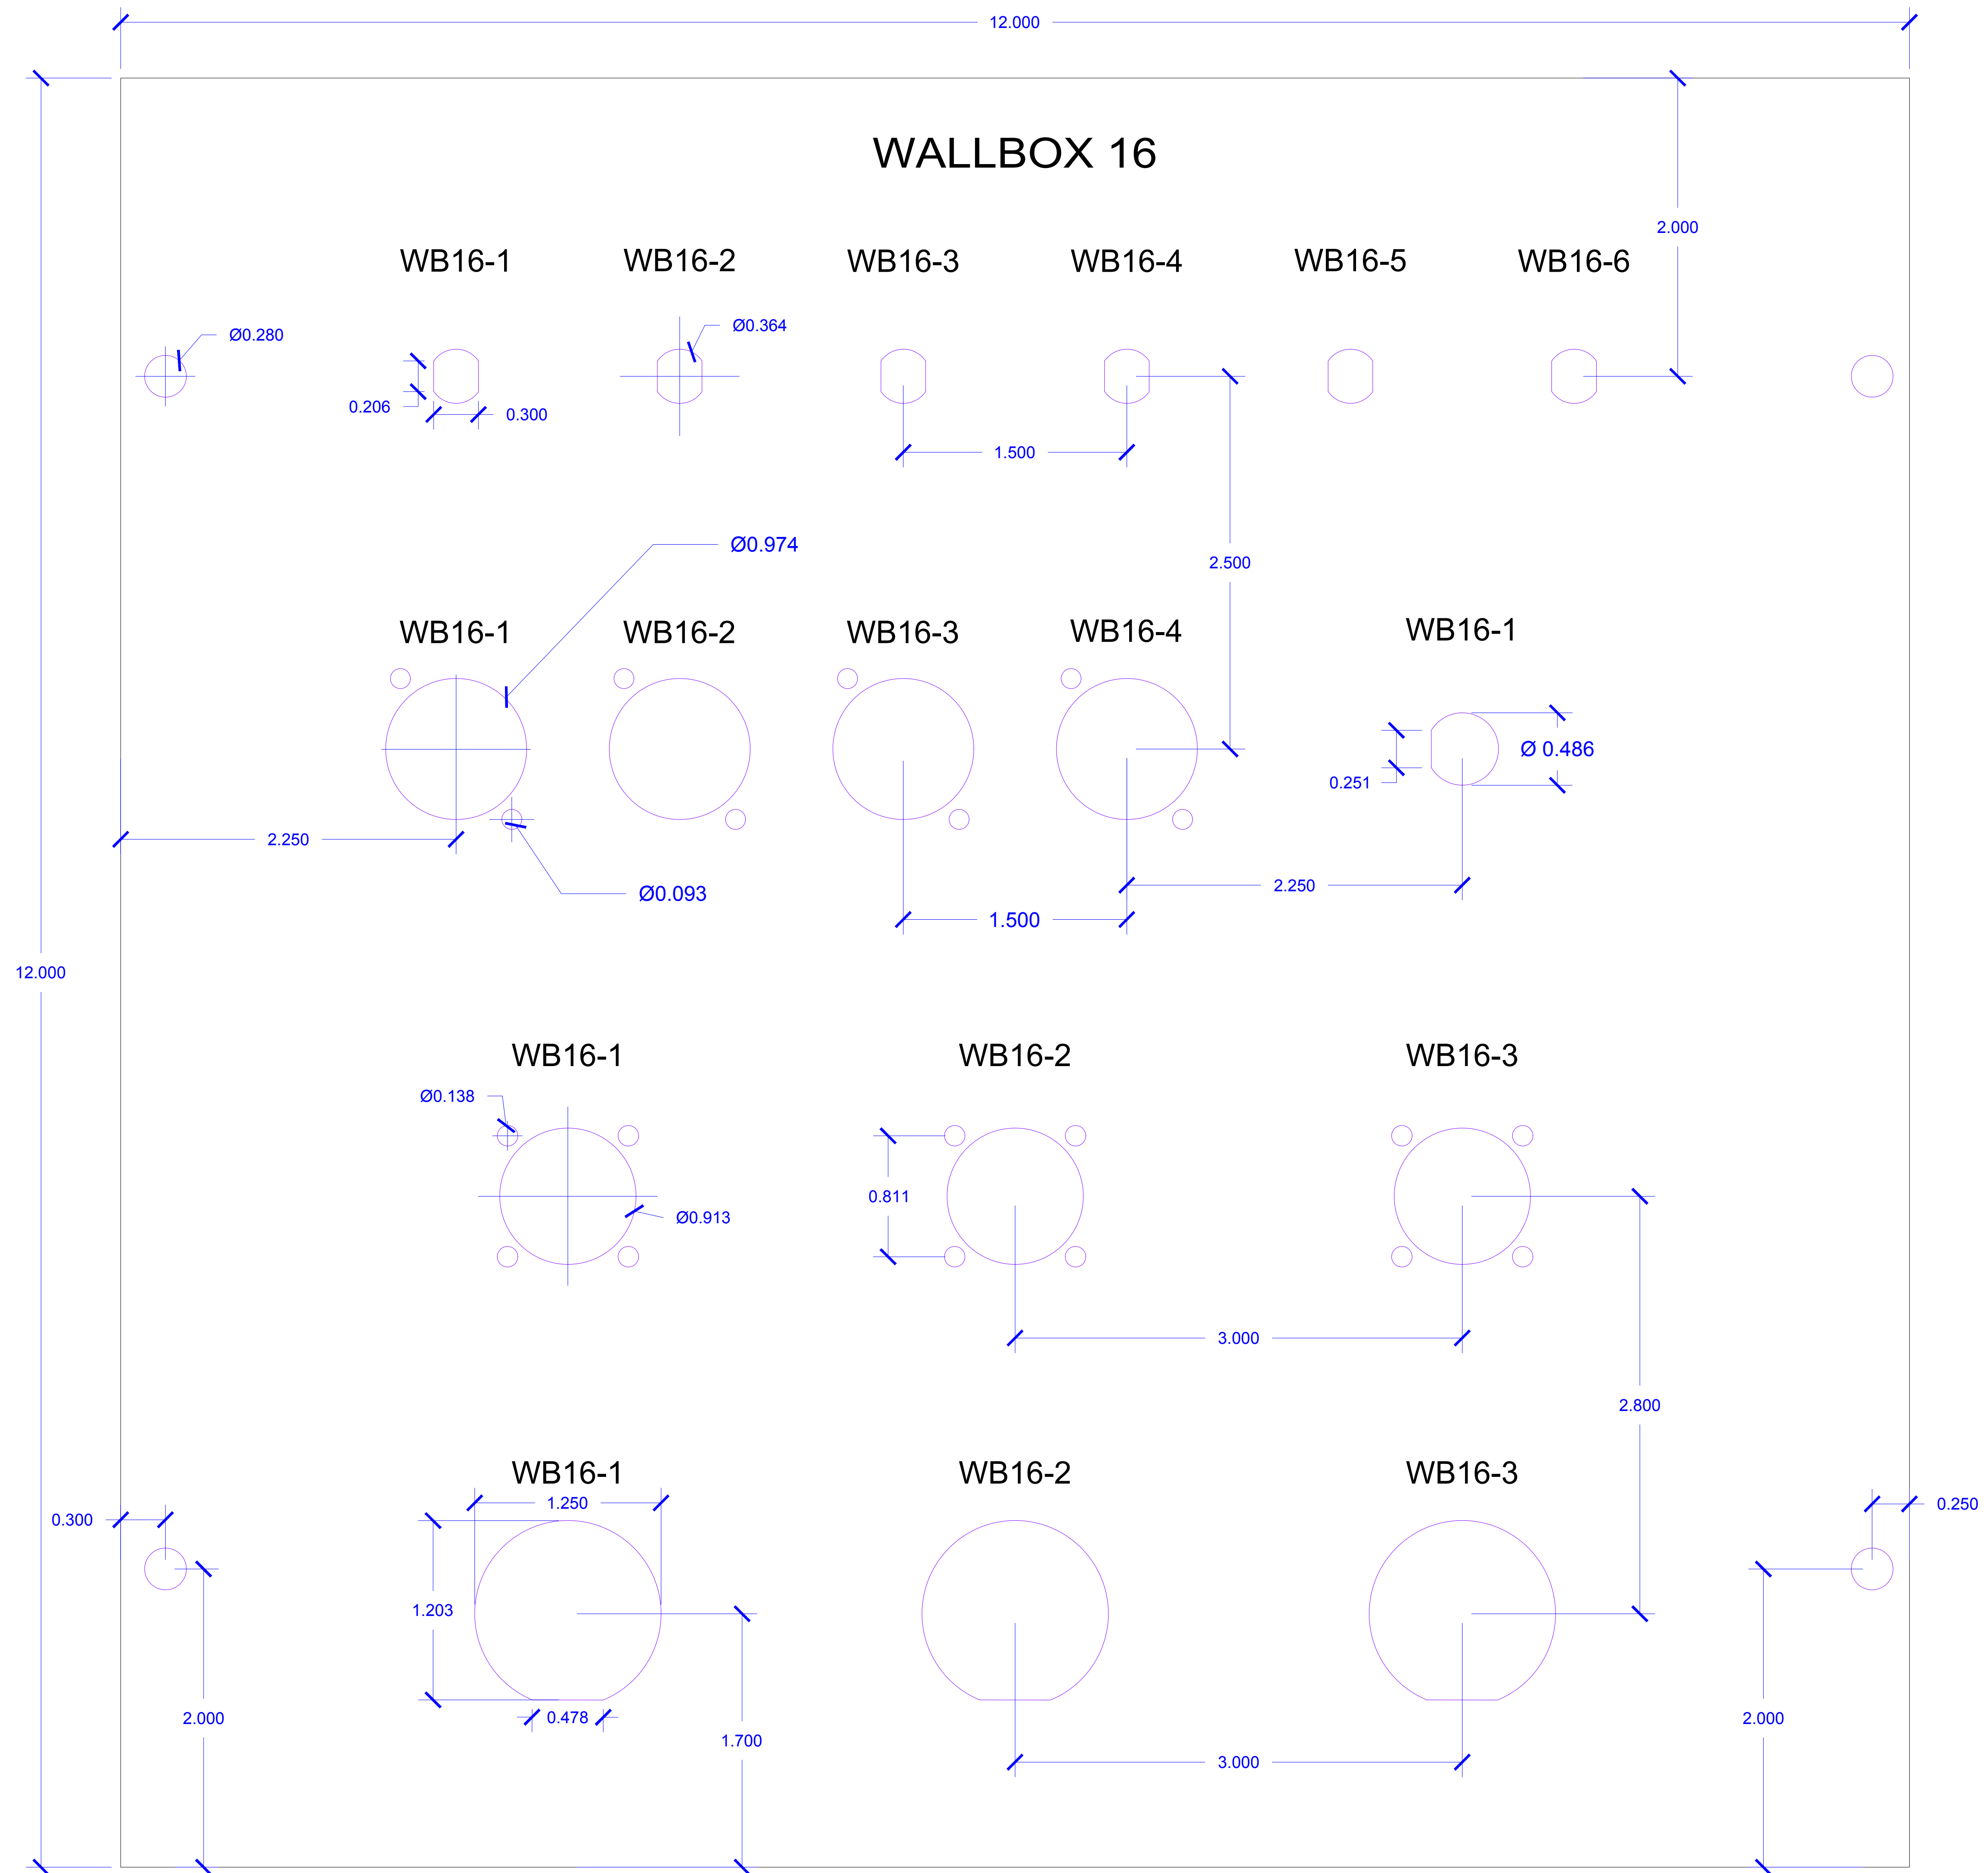 12.000
WALLBOX 16
2.000
WB16-1 WB16-2 WB16-3 WB16-4 WB16-5 WB16-6
Ø0.280
Ø0.364
0.206
0.300
1.500
Ø0.974
2.500
WB16-1 WB16-2 WB16-3 WB16-4 WB16-1
Ø 0.486
0.251
2.250
Ø0.093
2.250
1.500
12.000
WB16-1 WB16-2 WB16-3
Ø0.138
0.811
Ø0.913
3.000
2.800
WB16-1 WB16-2 WB16-3
1.250
0.300
0.250
1.203
2.000
0.478
1.700
2.000
3.000